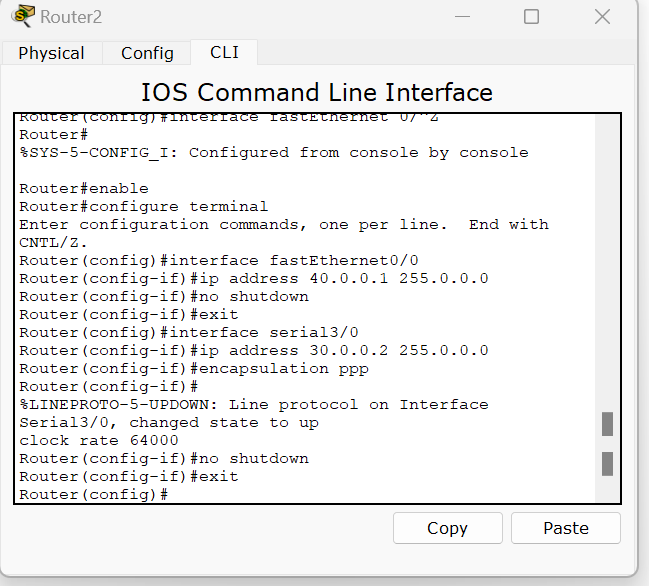 Router2
Physical Config CLI
IOS Command Line Interface
Router(config)#interface fastEthernet 0/^Z
Router#
%SYS-5-CONFIG_I: Configured from console by console
Router#enable
Router#configure terminal
Enter configuration commands, one per line.  End with
CNTL/Z.
Router(config)#interface fastEthernet0/0
Router(config-if)#ip address 40.0.0.1 255.0.0.0
Router(config-if)#no shutdown
Router(config-if)#exit
Router(config)#interface serial3/0
Router(config-if)#ip address 30.0.0.2 255.0.0.0
Router(config-if)#encapsulation ppp
Router(config-if)#
%LINEPROTO-5-UPDOWN: Line protocol on Interface
Serial3/0, changed state to up
clock rate 64000
Router(config-if)#no shutdown
Router(config-if)#exit
Router(config)#
Copy Paste